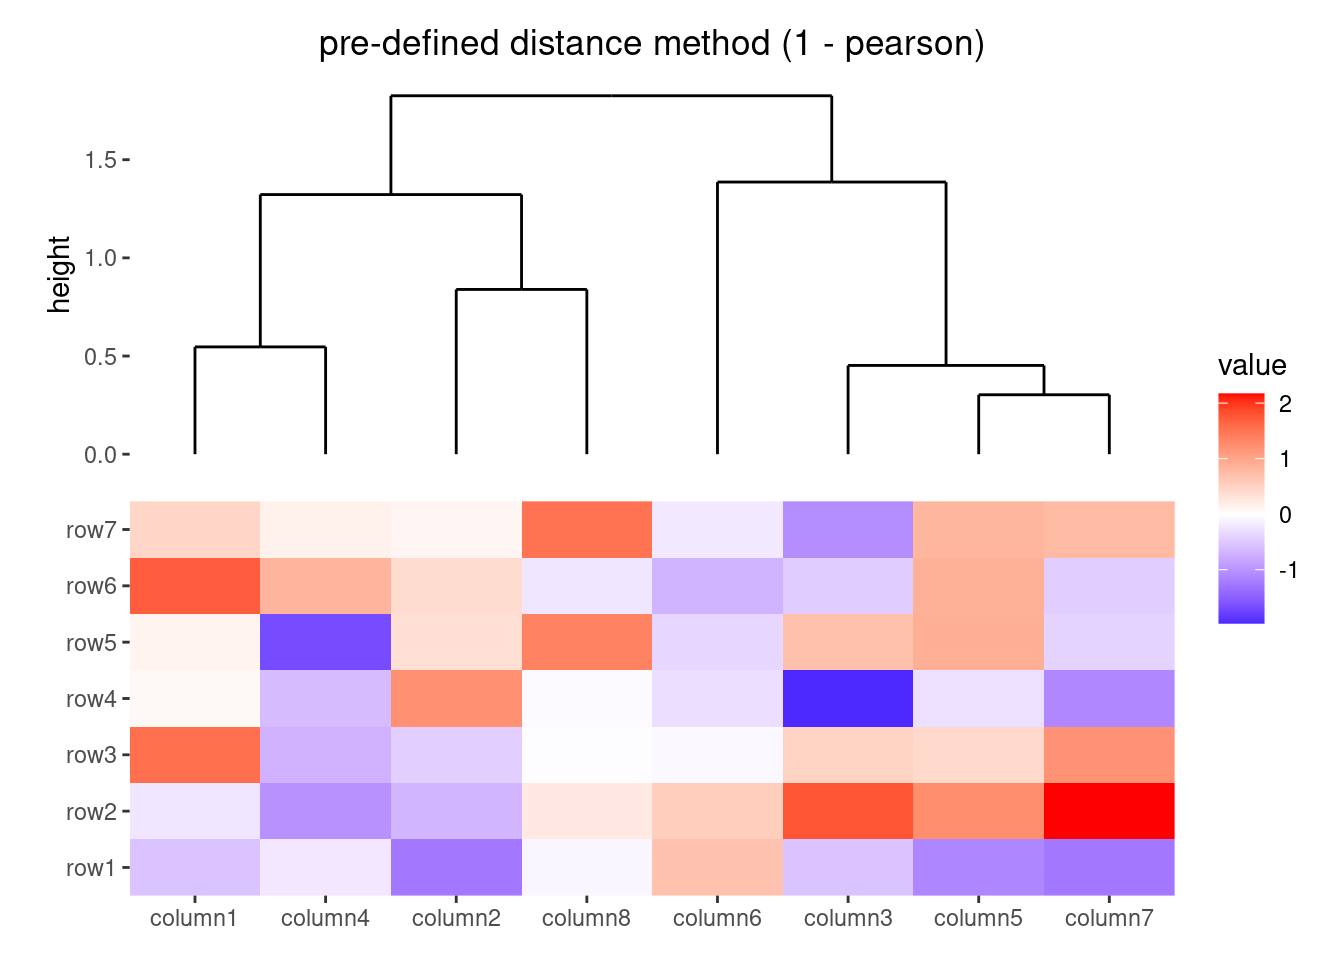 pre-defined distance method (1 - pearson)
height
1.5
1.0
0.5
0.0
value
2
1
0
-1
row7
row6
row5
row4
row3
row2
row1
column1 column4 column2 column8 column6 column3 column5 column7